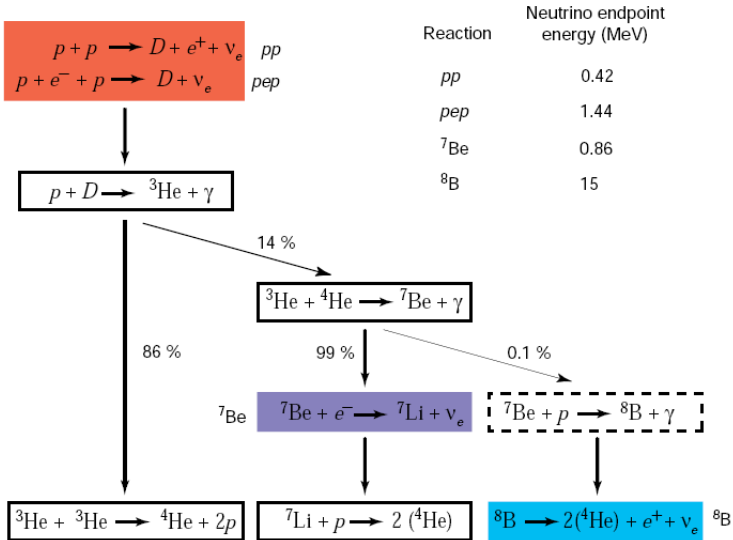 p + p → D + e⁺ + νₑ pp
p + e⁻ + p → D + νₑ pep
Reaction Neutrino endpoint energy (MeV)
pp 0.42
pep 1.44
⁷Be 0.86
⁸B 15
p + D → ³He + γ
14 %
³He + ⁴He → ⁷Be + γ
86 %
99 %
0.1 %
⁷Be
⁷Be + e⁻ → ⁷Li + νₑ
⁷Be + p → ⁸B + γ
³He + ³He → ⁴He + 2p
⁷Li + p → 2 (⁴He)
⁸B → 2(⁴He) + e⁺ + νₑ
⁸B